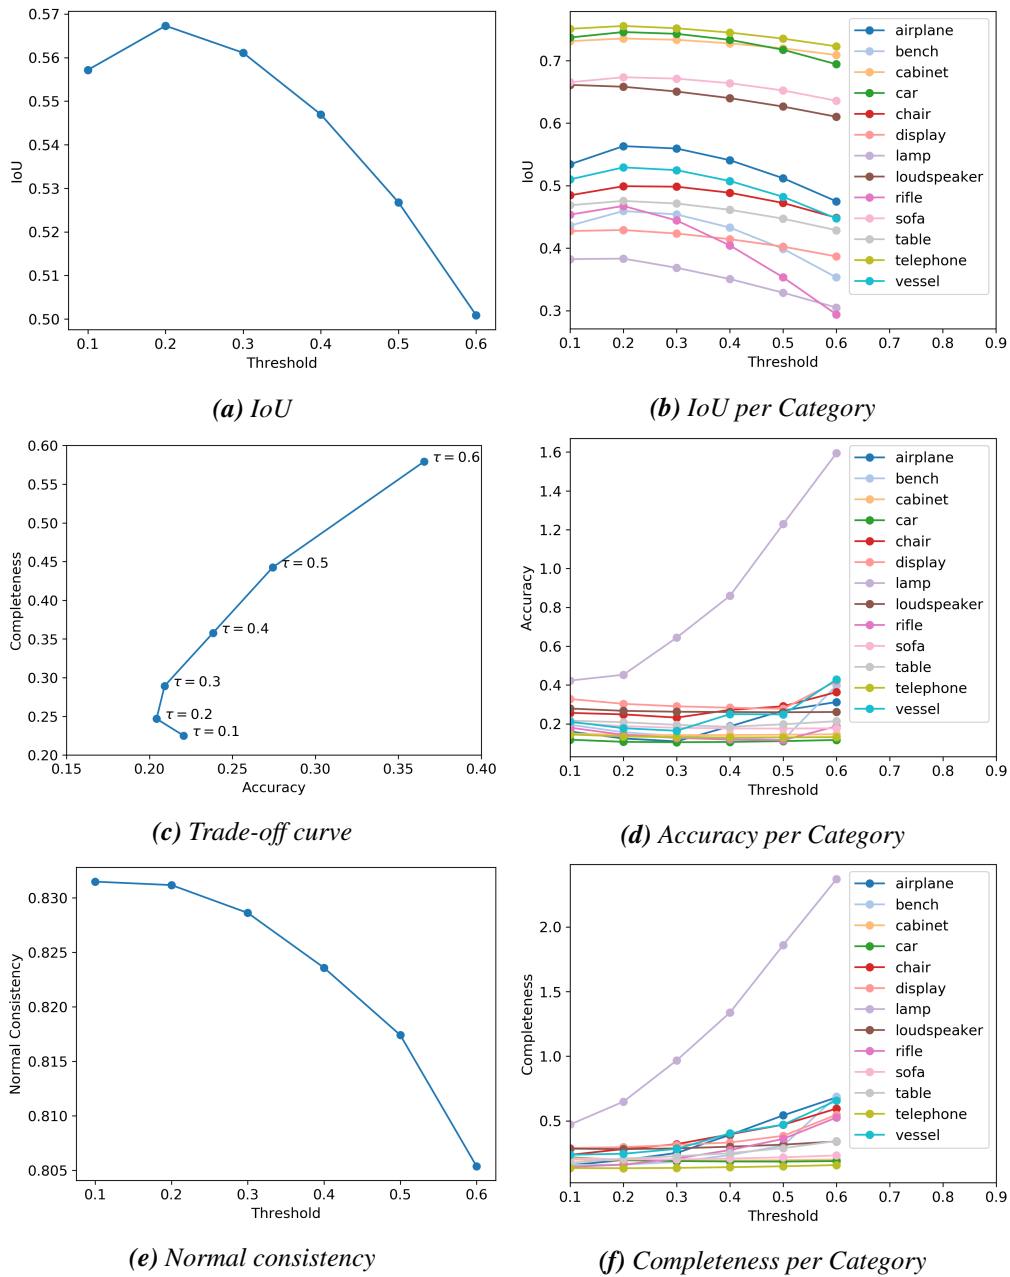 0.57
0.56
0.55
0.54
0.53
0.52
0.51
0.50
IoU
0.1 0.2 0.3 0.4 0.5 0.6
Threshold
(a) IoU
0.7
0.6
0.5
0.4
0.3
IoU
0.1 0.2 0.3 0.4 0.5 0.6 0.7 0.8 0.9
Threshold
airplane
bench
cabinet
car
chair
display
lamp
loudspeaker
rifle
sofa
table
telephone
vessel
(b) IoU per Category
0.60
0.55
0.50
0.45
0.40
0.35
0.30
0.25
0.20
Completeness
τ = 0.6
τ = 0.5
τ = 0.4
τ = 0.3
τ = 0.2
τ = 0.1
0.15 0.20 0.25 0.30 0.35 0.40
Accuracy
(c) Trade-off curve
1.6
1.4
1.2
1.0
0.8
0.6
0.4
0.2
Accuracy
0.1 0.2 0.3 0.4 0.5 0.6 0.7 0.8 0.9
Threshold
airplane
bench
cabinet
car
chair
display
lamp
loudspeaker
rifle
sofa
table
telephone
vessel
(d) Accuracy per Category
0.830
0.825
0.820
0.815
0.810
0.805
Normal Consistency
0.1 0.2 0.3 0.4 0.5 0.6
Threshold
(e) Normal consistency
2.0
1.5
1.0
0.5
Completeness
0.1 0.2 0.3 0.4 0.5 0.6 0.7 0.8 0.9
Threshold
airplane
bench
cabinet
car
chair
display
lamp
loudspeaker
rifle
sofa
table
telephone
vessel
(f) Completeness per Category